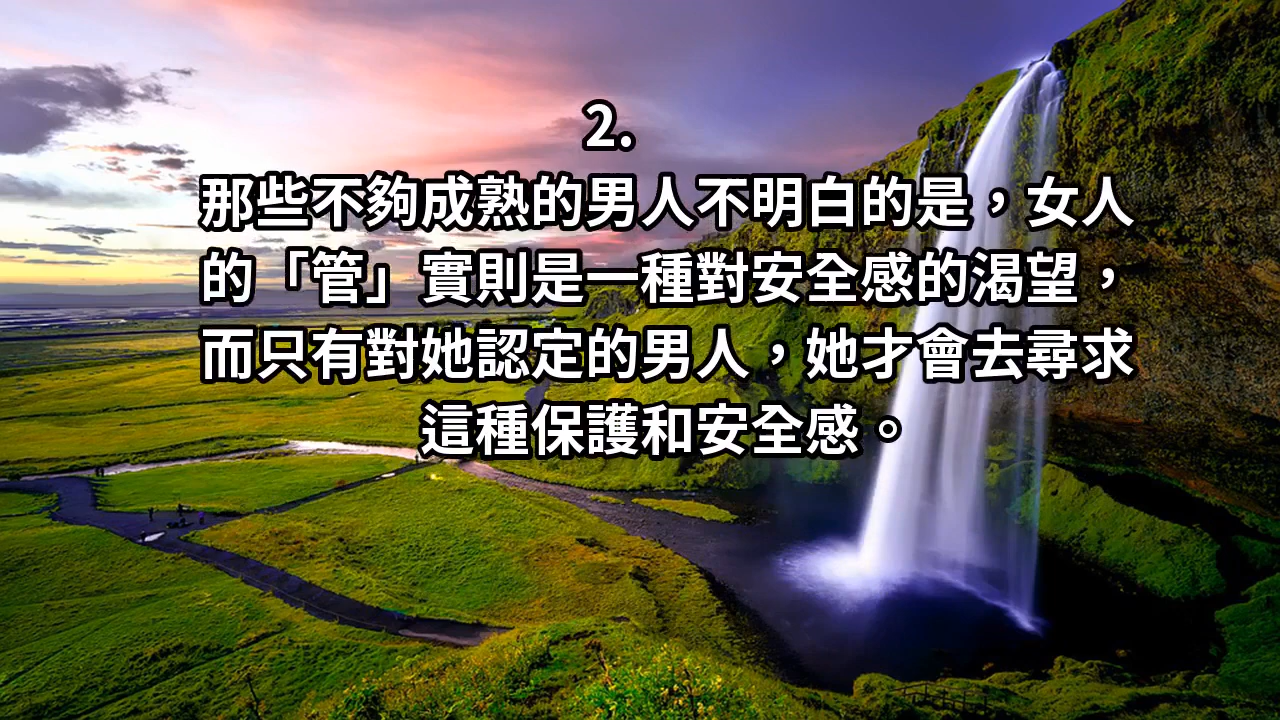 2.
那些不夠成熟的男人不明白的是，女人
的「管」實則是一種對安全感的渴望，
而只有對她認定的男人，她才會去尋求
這種保護和安全感。